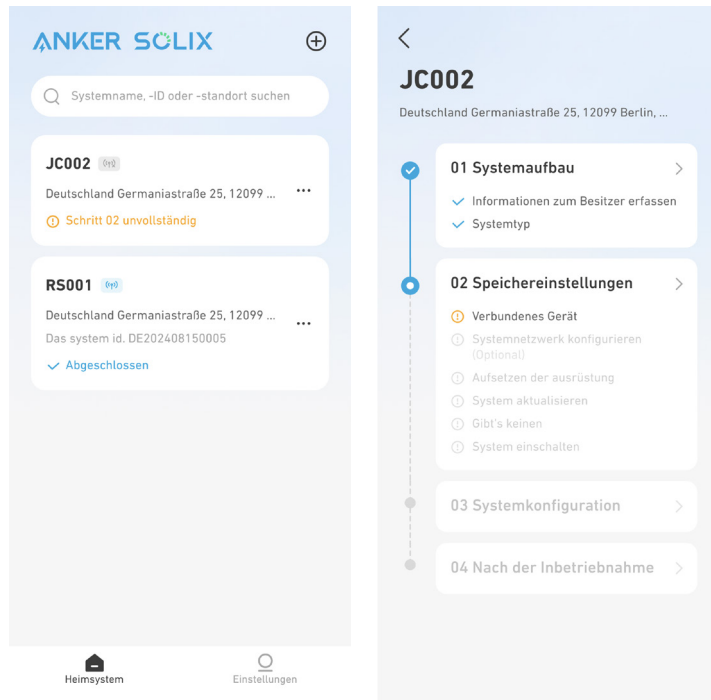 ANKER SOLIX
Systemname, -ID oder -standort suchen
JC002
Deutschland Germaniastraße 25, 12099 ...
Schritt 02 unvollständig
RS001
Deutschland Germaniastraße 25, 12099 ...
Das system id. DE202408150005
Abgeschlossen
Heimsystem
Einstellungen
JC002
Deutschland Germaniastraße 25, 12099 Berlin, ...
01 Systemaufbau
Informationen zum Besitzer erfassen
Systemtyp
02 Speichereinstellungen
Verbundenes Gerät
Systemnetzwerk konfigurieren
(Optional)
Aufsetzen der ausrüstung
System aktualisieren
Gibt's keinen
System einschalten
03 Systemkonfiguration
04 Nach der Inbetriebnahme